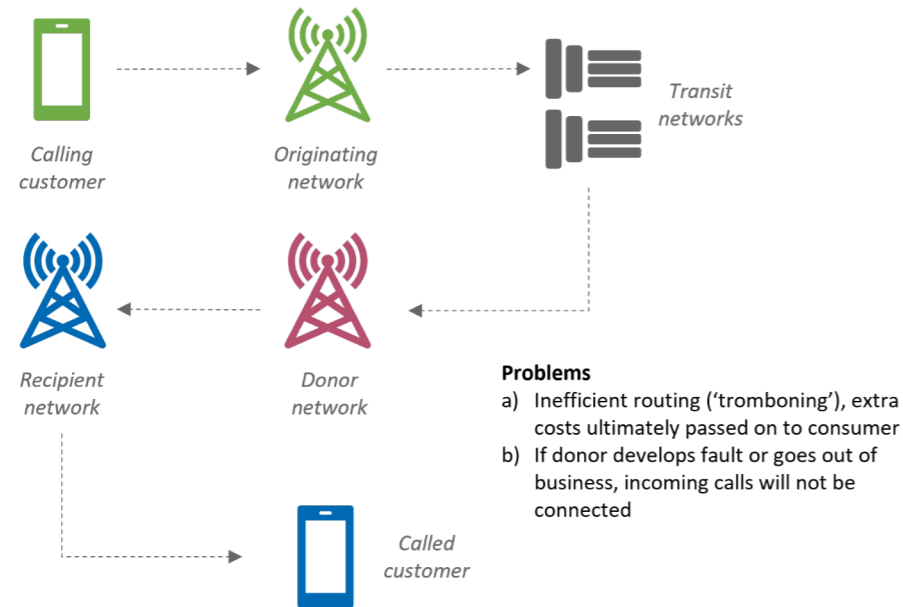 Transit
networks
Calling
customer
Originating
network
Recipient
network
Donor
network
Problems
a) Inefficient routing (‘tromboning’), extra
costs ultimately passed on to consumer
b) If donor develops fault or goes out of
business, incoming calls will not be
connected
Called
customer